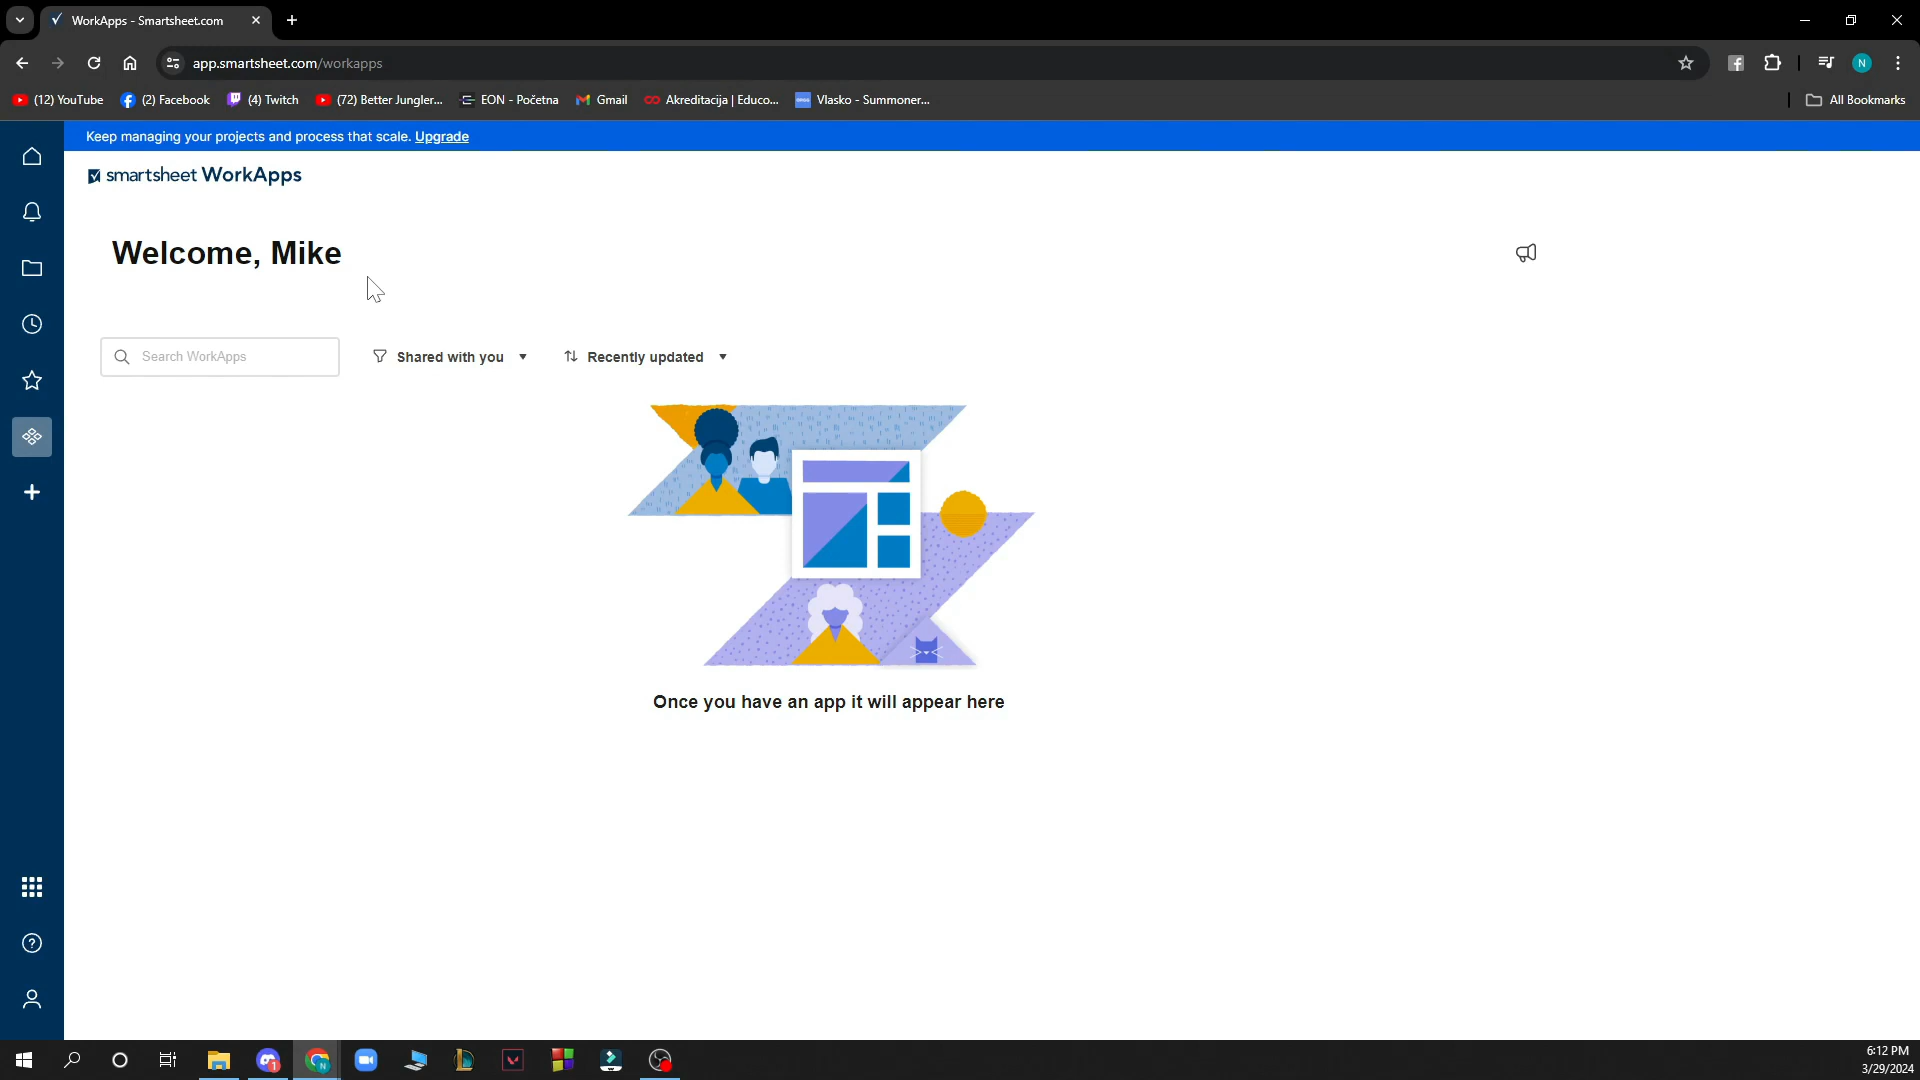 WorkApps - Smartsheet.com
app.smartsheet.com/workapps
(12) YouTube
(2) Facebook
(4) Twitch
(72) Better Jungler...
EON - Početna
Gmail
Akreditacija | Educo...
Vlasko - Summoner...
All Bookmarks
Keep managing your projects and process that scale. Upgrade
smartsheet WorkApps
Welcome, Mike
Search WorkApps
Shared with you
Recently updated
Once you have an app it will appear here
6:12 PM
3/29/2024